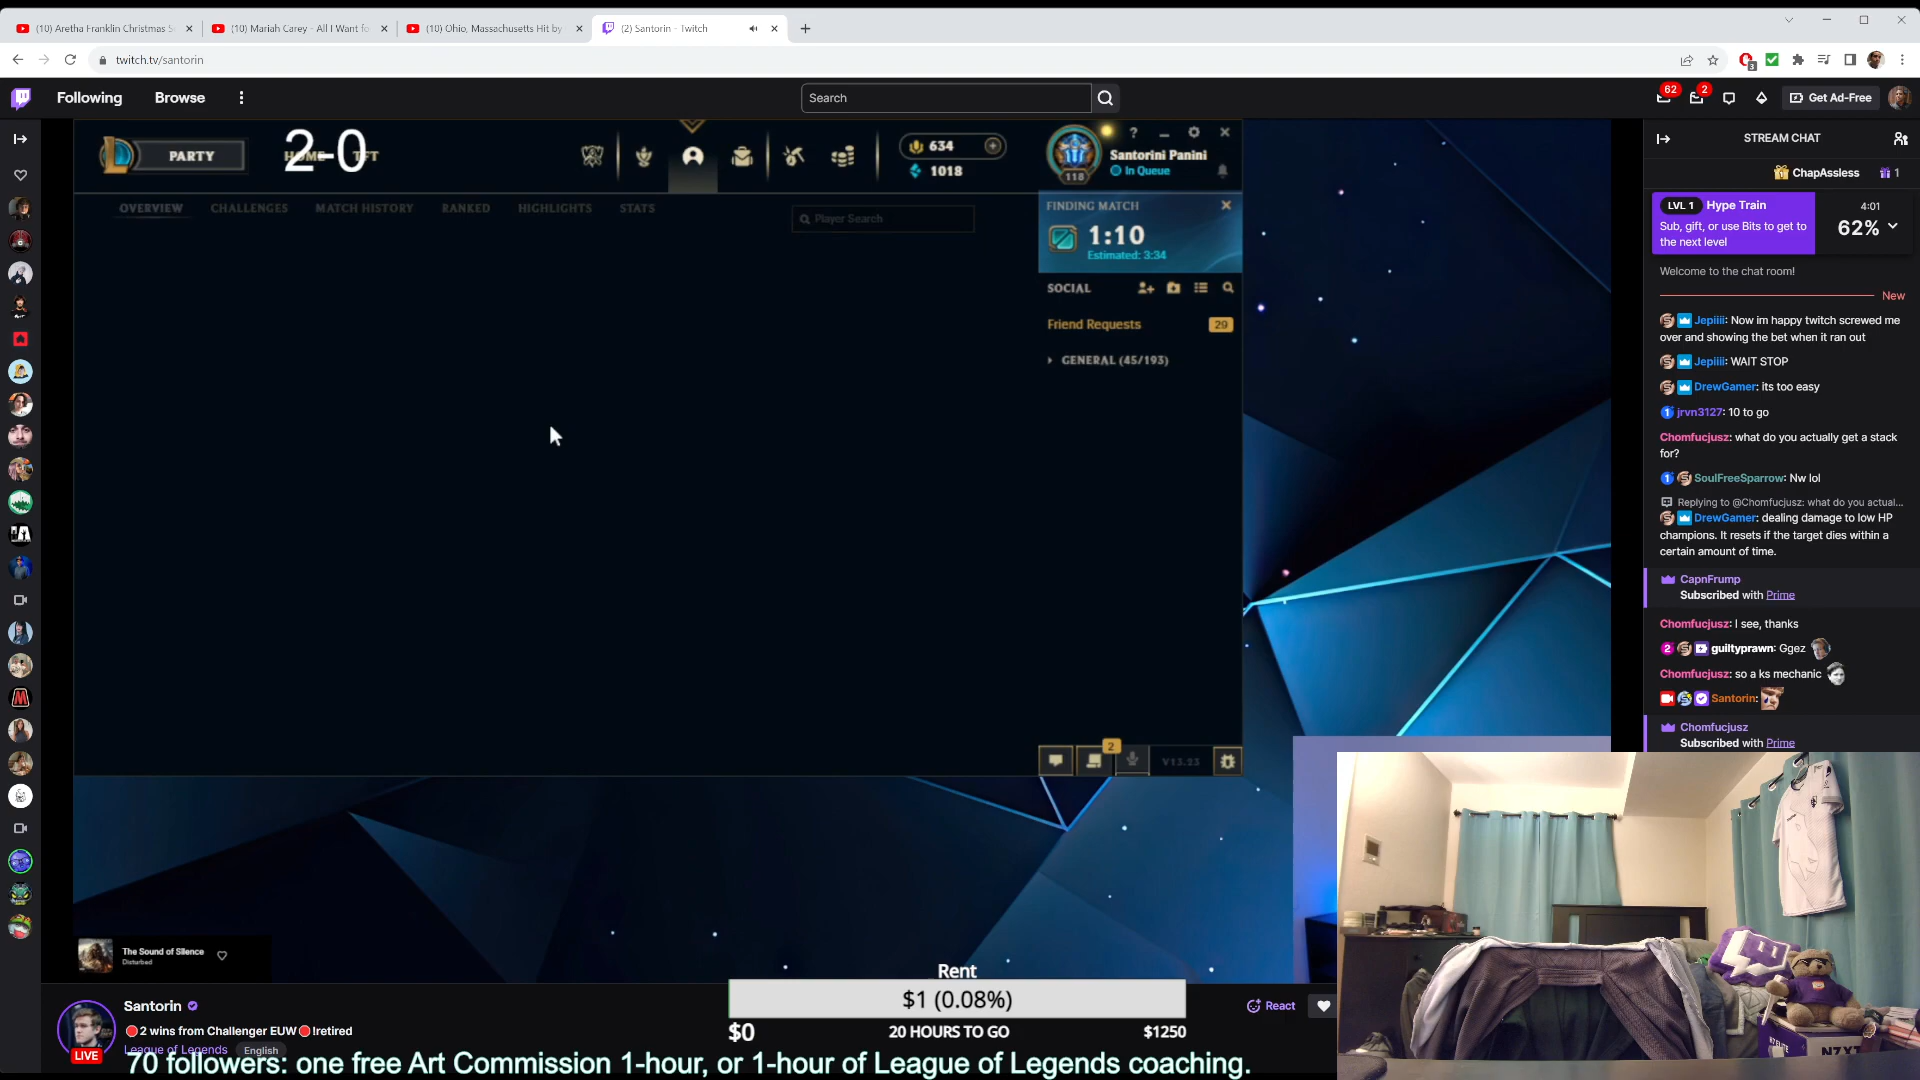 (10) Aretha Franklin Christmas S
(10) Mariah Carey - All I Want fo
(10) Ohio, Massachusetts Hit by
(2) Santorin - Twitch
twitch.tv/santorin
3
Following
Browse
Search
62
2
Get Ad-Free
PARTY
2-0
HOME
TFT
634
1018
118
Santorini Panini
In Queue
OVERVIEW
CHALLENGES
MATCH HISTORY
RANKED
HIGHLIGHTS
STATS
Player Search
FINDING MATCH
1:10
Estimated: 3:34
SOCIAL
Friend Requests
29
GENERAL (45/193)
2
V13.23
The Sound of Silence
Disturbed
STREAM CHAT
ChapAssless
1
LVL 1 Hype Train
Sub, gift, or use Bits to get to
the next level
4:01
62%
Welcome to the chat room!
New
Jepiiii: Now im happy twitch screwed me
over and showing the bet when it ran out
Jepiiii: WAIT STOP
DrewGamer: its too easy
1 jrvn3127: 10 to go
Chomfucjusz: what do you actually get a stack
for?
1 SoulFreeSparrow: Nw lol
Replying to @Chomfucjusz: what do you actual...
DrewGamer: dealing damage to low HP
champions. It resets if the target dies within a
certain amount of time.
CapnFrump
Subscribed with Prime
Chomfucjusz: I see, thanks
2 guiltyprawn: Ggez
Chomfucjusz: so a ks mechanic
Santorin:
Chomfucjusz
Subscribed with Prime
Santorin
LIVE
2 wins from Challenger EUW !retired
League of Legends
English
Rent
$1 (0.08%)
$0
20 HOURS TO GO
$1250
React
70 followers: one free Art Commission 1-hour, or 1-hour of League of Legends coaching.
NZXT